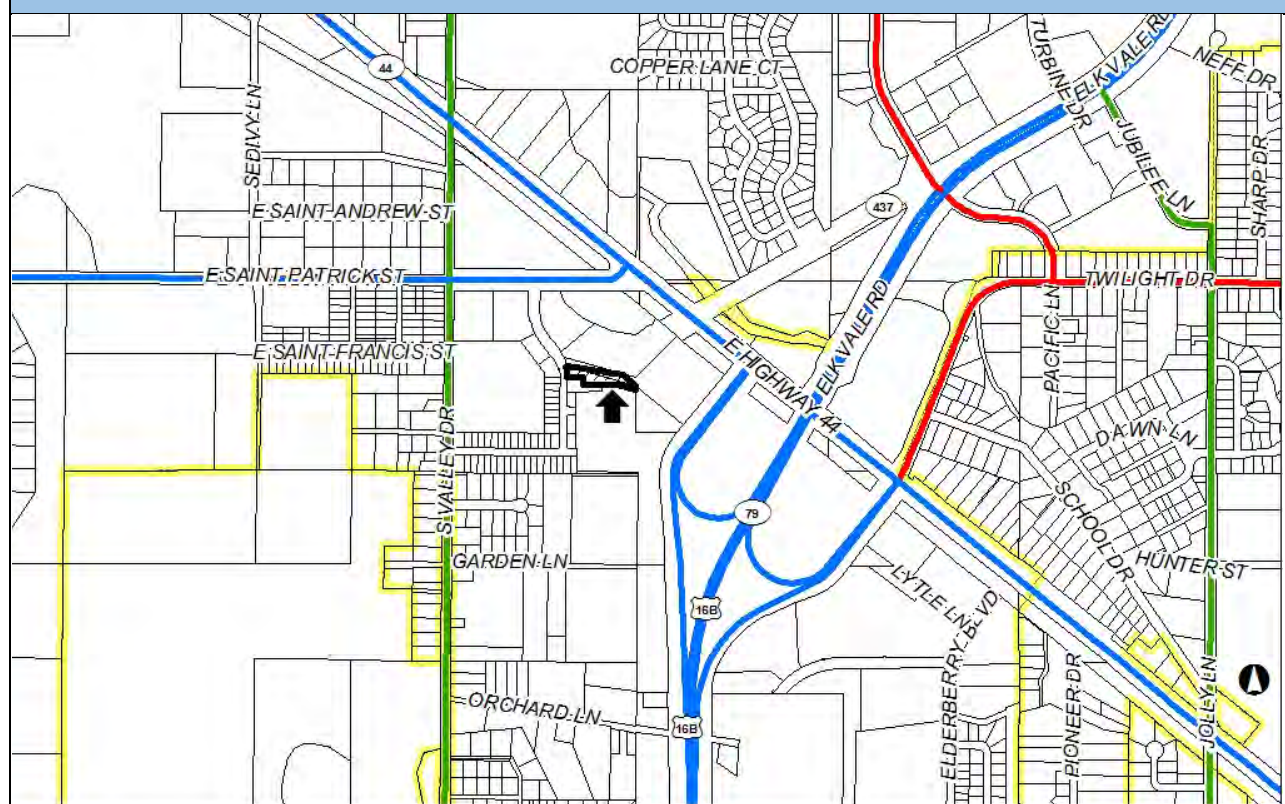 44
COPPER LANE CT
TURBINE DR
ELK VALE RD
NEFF DR
SEDIVY LN
JUBILEE LN
SHARP DR
E SAINT ANDREW ST
437
E SAINT PATRICK ST
TWILIGHT DR
PACIFIC LN
E SAINT FRANCIS ST
E HIGHWAY 44
ELK VALE RD
S VALLEY DR
DAWN LN
SCHOOL DR
79
GARDEN LN
HUNTER ST
LYTLE LN
16B
ELDERBERRY BLVD
PIONEER DR
JOLLY LN
ORCHARD LN
16B